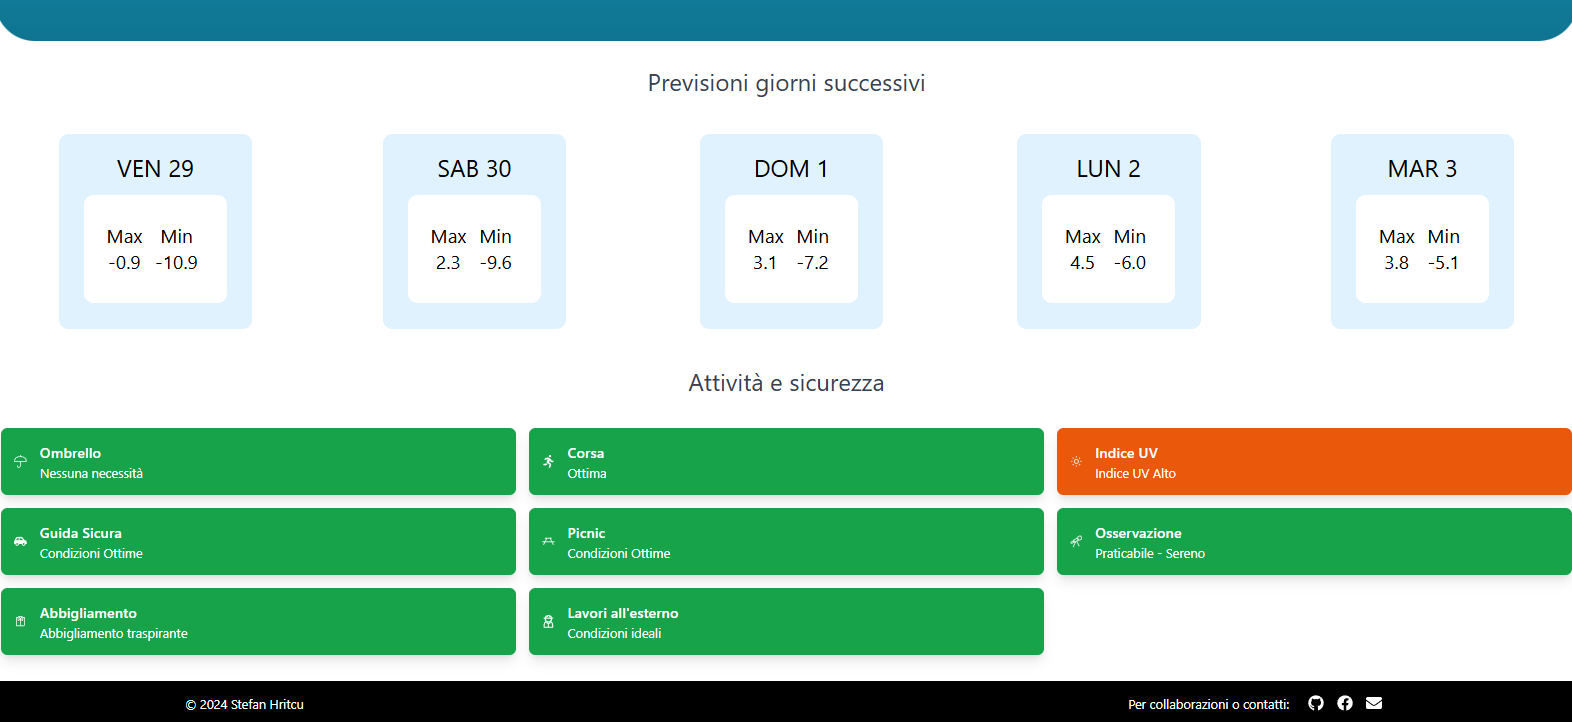 Previsioni giorni successivi
VEN 29
Max Min
-0.9 -10.9
SAB 30
Max Min
2.3 -9.6
DOM 1
Max Min
3.1 -7.2
LUN 2
Max Min
4.5 -6.0
MAR 3
Max Min
3.8 -5.1
Attività e sicurezza
Ombrello
Nessuna necessità
Corsa
Ottima
Indice UV
Indice UV Alto
Guida Sicura
Condizioni Ottime
Picnic
Condizioni Ottime
Osservazione
Praticabile - Sereno
Abbigliamento
Abbigliamento traspirante
Lavori all'esterno
Condizioni ideali
© 2024 Stefan Hritcu
Per collaborazioni o contatti: